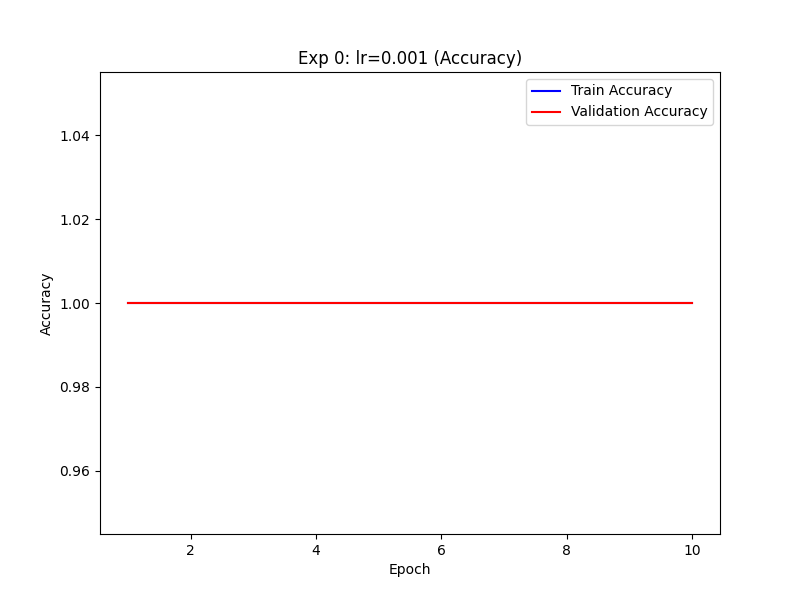 Exp 0: lr=0.001 (Accuracy)
Train Accuracy
Validation Accuracy
1.04
1.02
1.00
0.98
0.96
Accuracy
2 4 6 8 10
Epoch